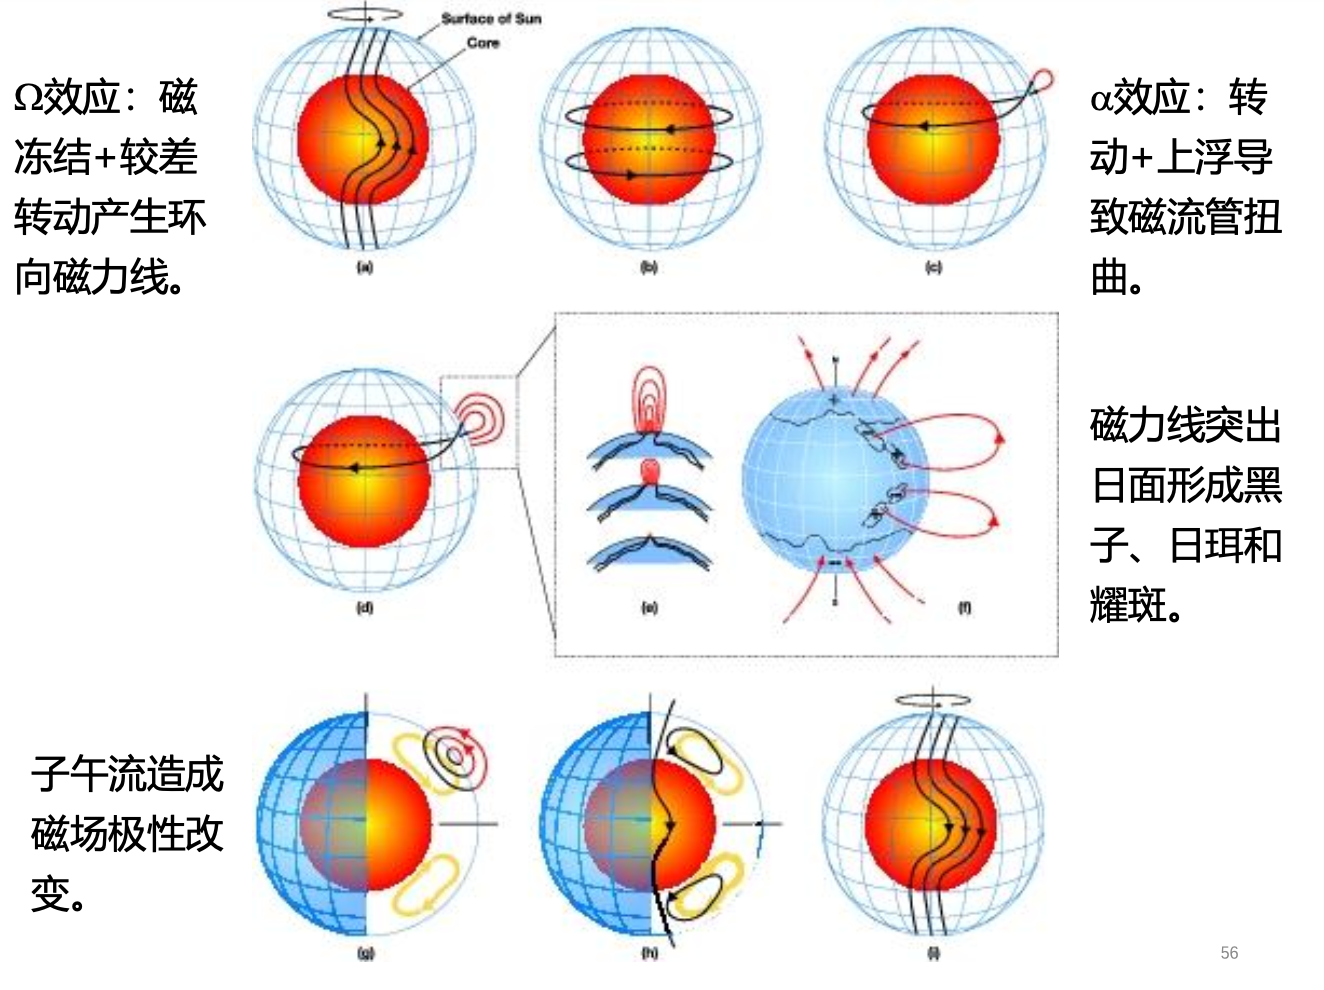 Surface of Sun
Core
Ω效应：磁
冻结+较差
转动产生环
向磁力线。
α效应：转
动+上浮导
致磁流管扭
曲。
(a)
(b)
(c)
N
+
--
S
(d)
(e)
(f)
磁力线突出
日面形成黑
子、日珥和
耀斑。
子午流造成
磁场极性改
变。
(g)
(h)
(i)
56